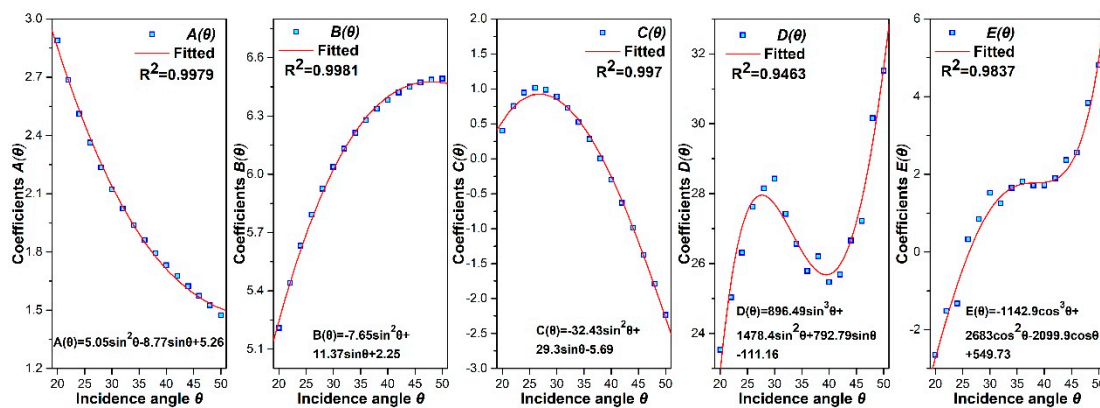 A(θ)
Fitted
R²=0.9979
Coefficients A(θ)
3.0
2.7
2.4
2.1
1.8
1.5
1.2
A(θ)=5.05sin²θ-8.77sinθ+5.26
20 25 30 35 40 45 50
Incidence angle θ
B(θ)
Fitted
R²=0.9981
Coefficients B(θ)
6.6
6.3
6.0
5.7
5.4
5.1
B(θ)=-7.65sin²θ+
11.37sinθ+2.25
20 25 30 35 40 45 50
Incidence angle θ
C(θ)
Fitted
R²=0.997
Coefficients C(θ)
2.0
1.5
1.0
0.5
0.0
-0.5
-1.0
-1.5
-2.0
-2.5
-3.0
C(θ)=-32.43sin²θ+
29.3sinθ-5.69
20 25 30 35 40 45 50
Incidence angle θ
D(θ)
Fitted
R²=0.9463
Coefficients D(θ)
32
30
28
26
24
D(θ)=896.49sin³θ+
1478.4sin²θ+792.79sinθ
-111.16
20 25 30 35 40 45 50
Incidence angle θ
E(θ)
Fitted
R²=0.9837
Coefficients E(θ)
6
4
2
0
-2
E(θ)=-1142.9cos³θ+
2683cos²θ-2099.9cosθ
+549.73
20 25 30 35 40 45 50
Incidence angle θ